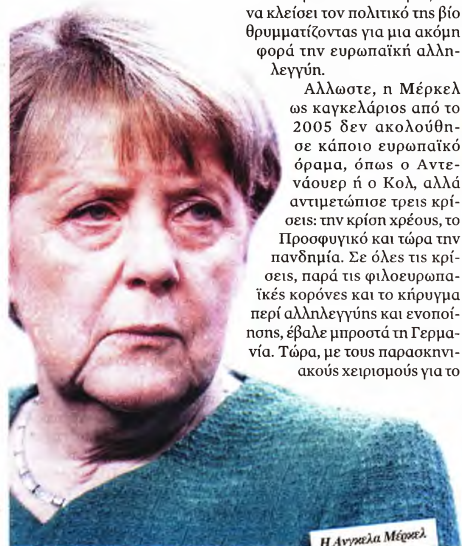 να κλείσει τον πολιτικό της βίο
θρυμματίζοντας για μια ακόμη
φορά την ευρωπαϊκή αλλη-
λεγγύη.
Αλλωστε, η Μέρκελ
ως καγκελάριος από το
2005 δεν ακολούθη-
σε κάποιο ευρωπαϊκό
όραμα, όπως ο Αντε-
νάουερ ή ο Κολ, αλλά
αντιμετώπισε τρεις κρί-
σεις: την κρίση χρέους, το
Προσφυγικό και τώρα την
πανδημία. Σε όλες τις κρί-
σεις, παρά τις φιλοευρωπα-
ϊκές κορόνες και το κήρυγμα
περί αλληλεγγύης και ενοποί-
ησης, έβαλε μπροστά τη Γερμα-
νία. Τώρα, με τους παρασκηνι-
ακούς χειρισμούς για το
Η Ανγκελα Μέρκελ